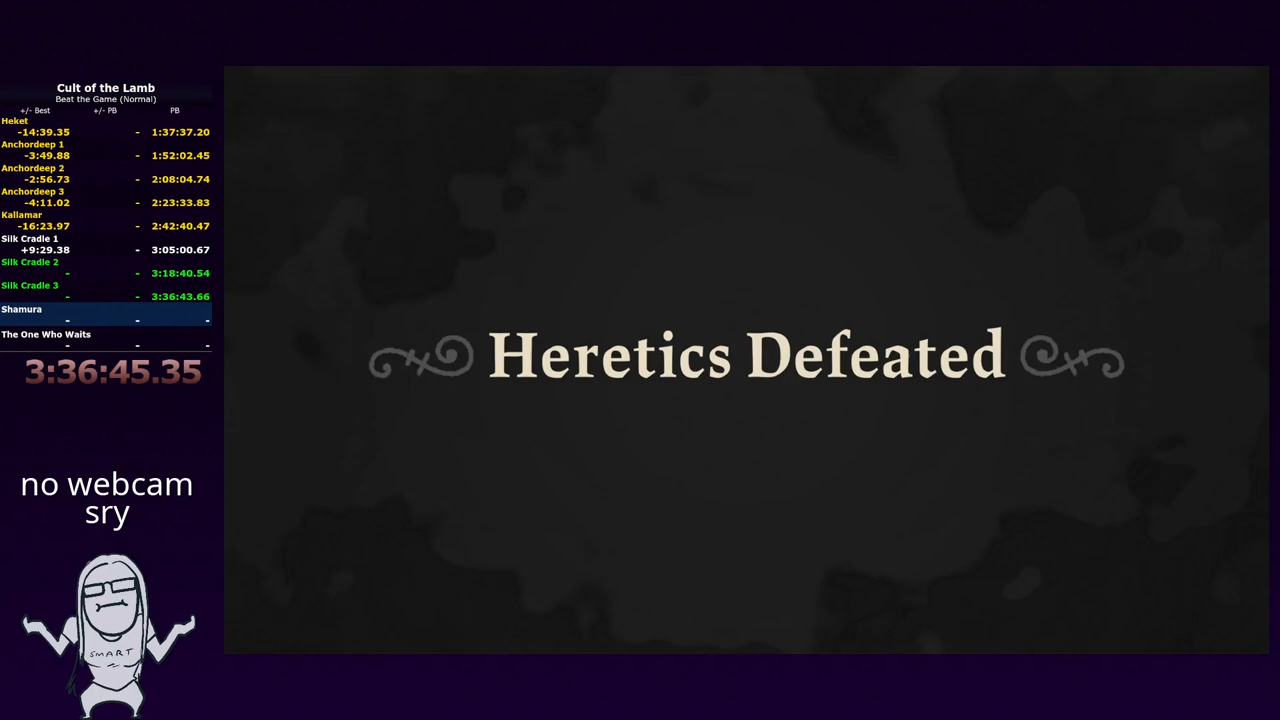 Cult of the Lamb
Beat the Game (Normal)
+/- Best +/- PB PB
Heket
-14:39.35 - 1:37:37.20
Anchordeep 1
-3:49.88 - 1:52:02.45
Anchordeep 2
-2:56.73 - 2:08:04.74
Anchordeep 3
-4:11.02 - 2:23:33.83
Kallamar
-16:23.97 - 2:42:40.47
Silk Cradle 1
+9:29.38 - 3:05:00.67
Silk Cradle 2
- - 3:18:40.54
Silk Cradle 3
- - 3:36:43.66
Shamura
- - -
The One Who Waits
- - -
3:36:45.35
Heretics Defeated
no webcam
sry
SMART